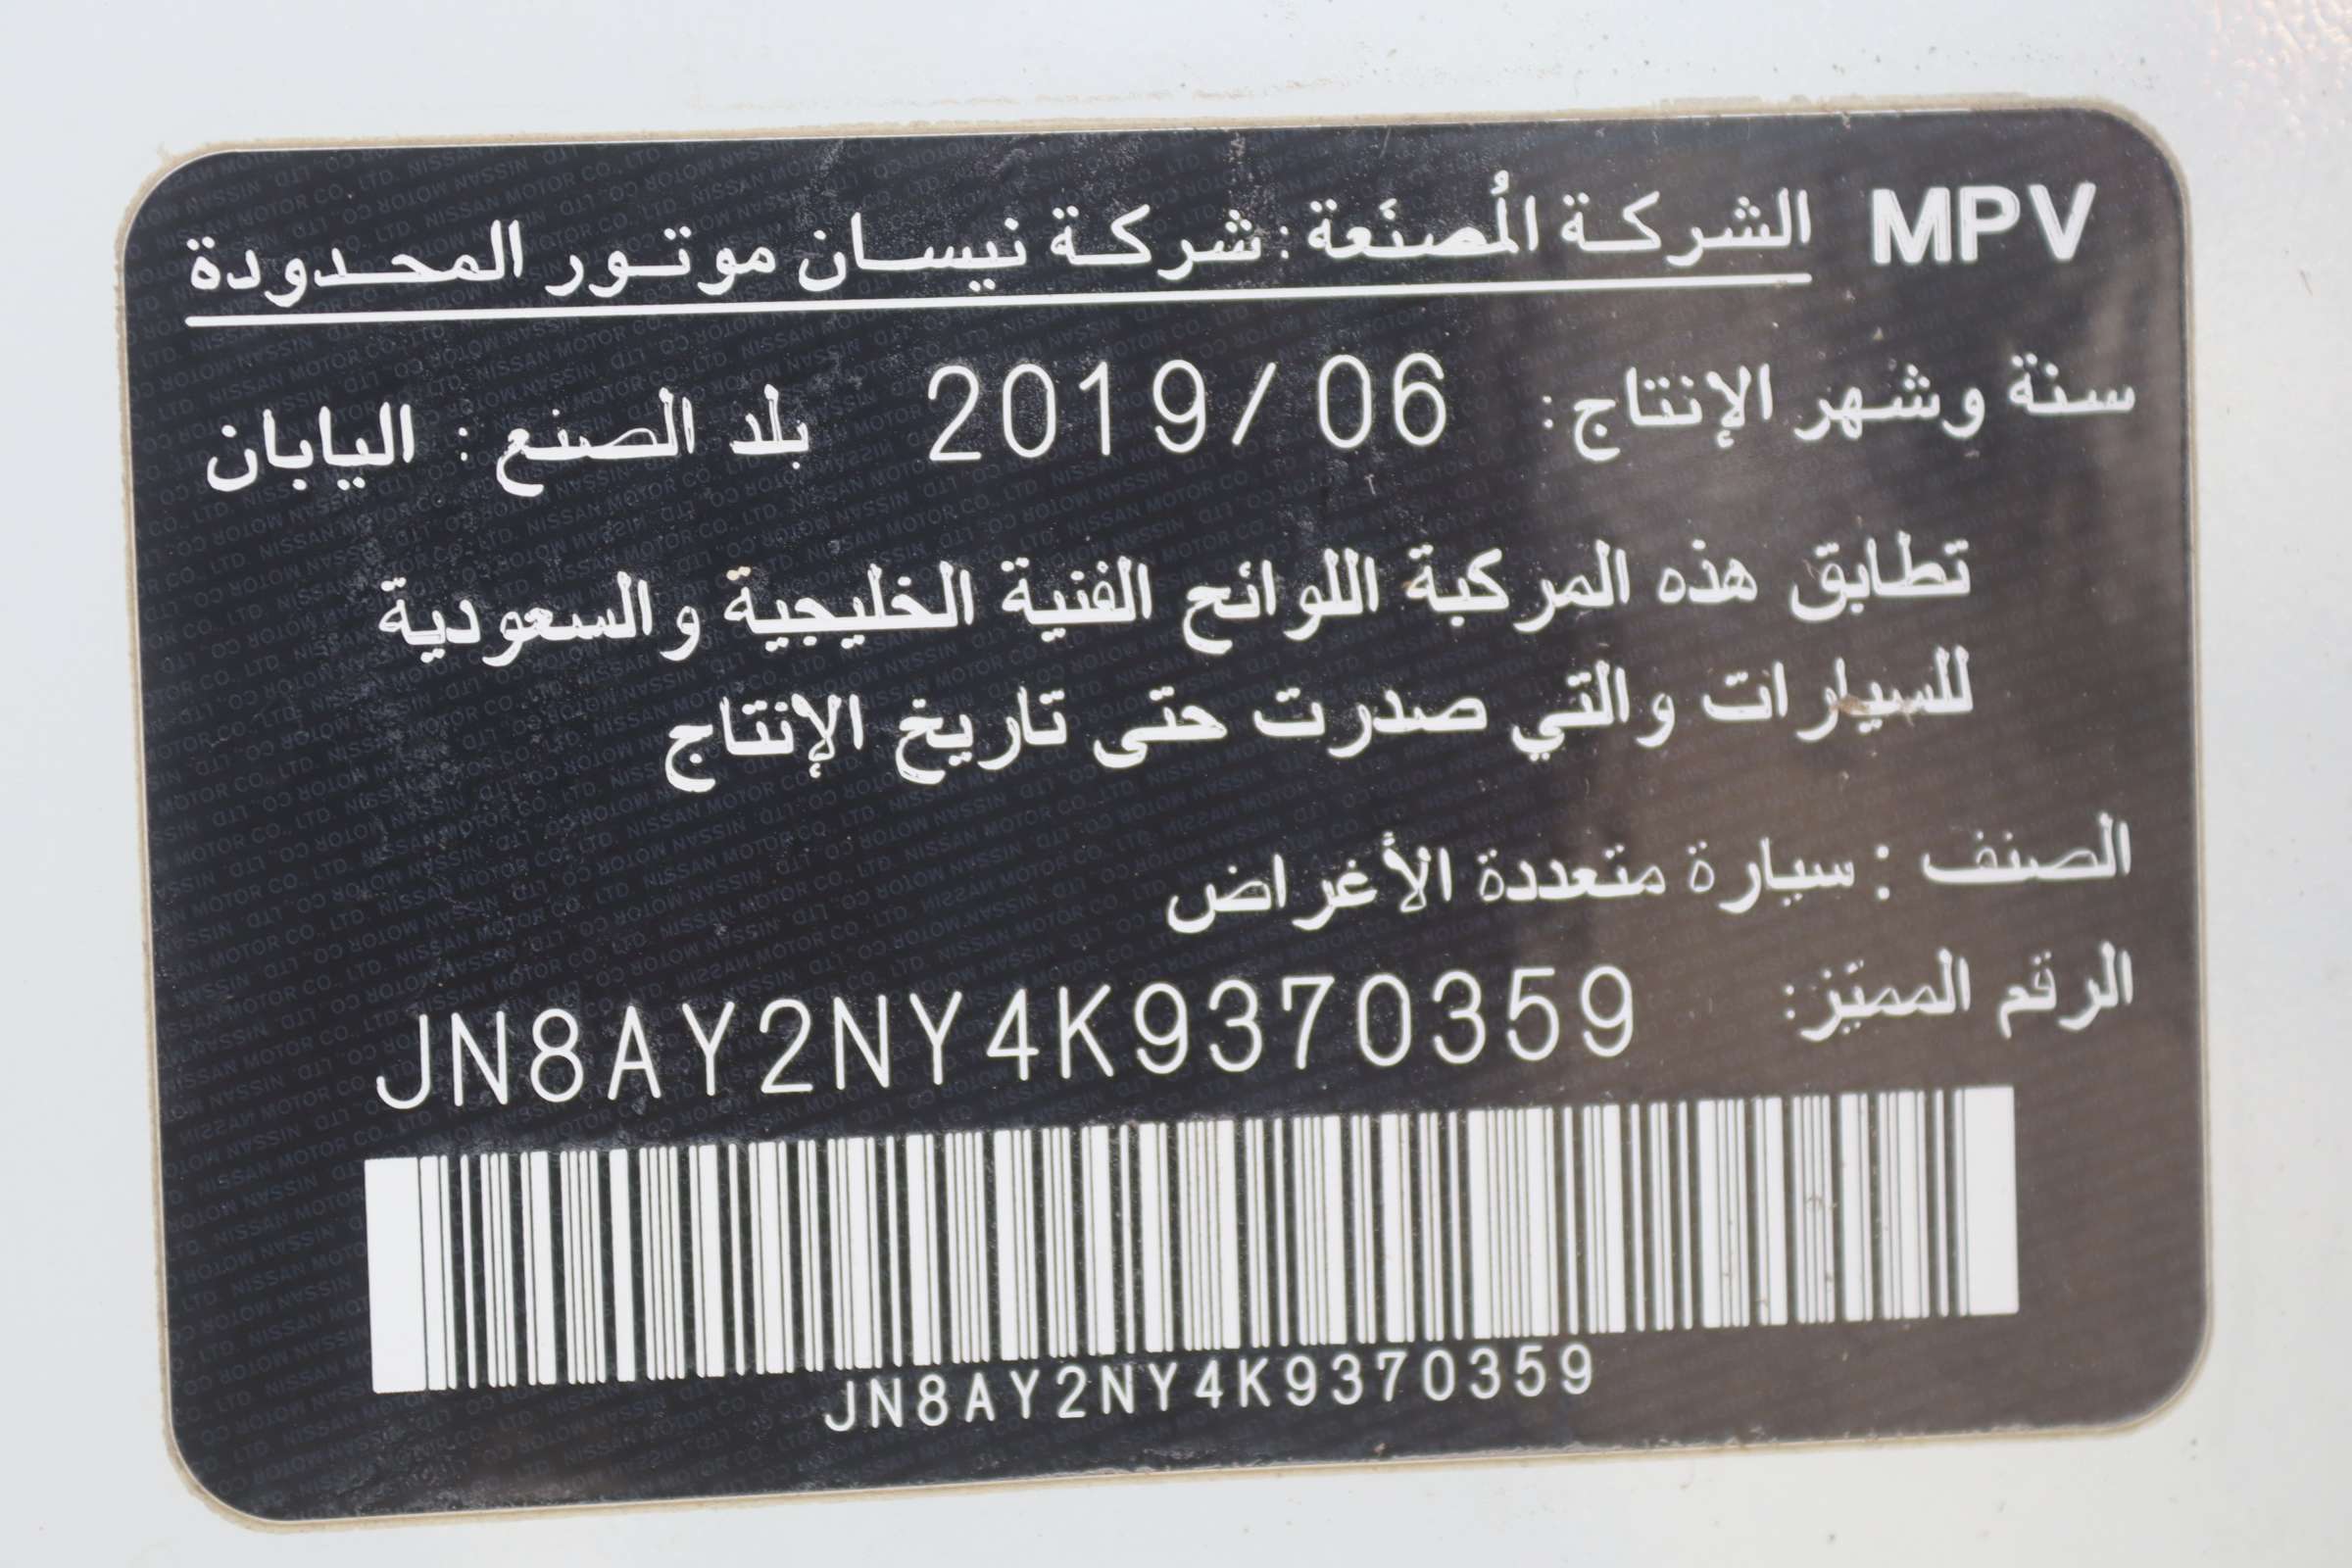 MPV الشركة المُصنَعة : شركة نيسان موتور المحدودة
سنة وشهر الإنتاج: 2019/06 بلد الصنع : اليابان
تطابق هذه المركبة اللوائح الفنية الخليجية والسعودية
للسيارات والتي صدرت حتى تاريخ الإنتاج
الصنف : سيارة متعددة الأغراض
الرقم المميّز: JN8AY2NY4K9370359
JN8AY2NY4K9370359